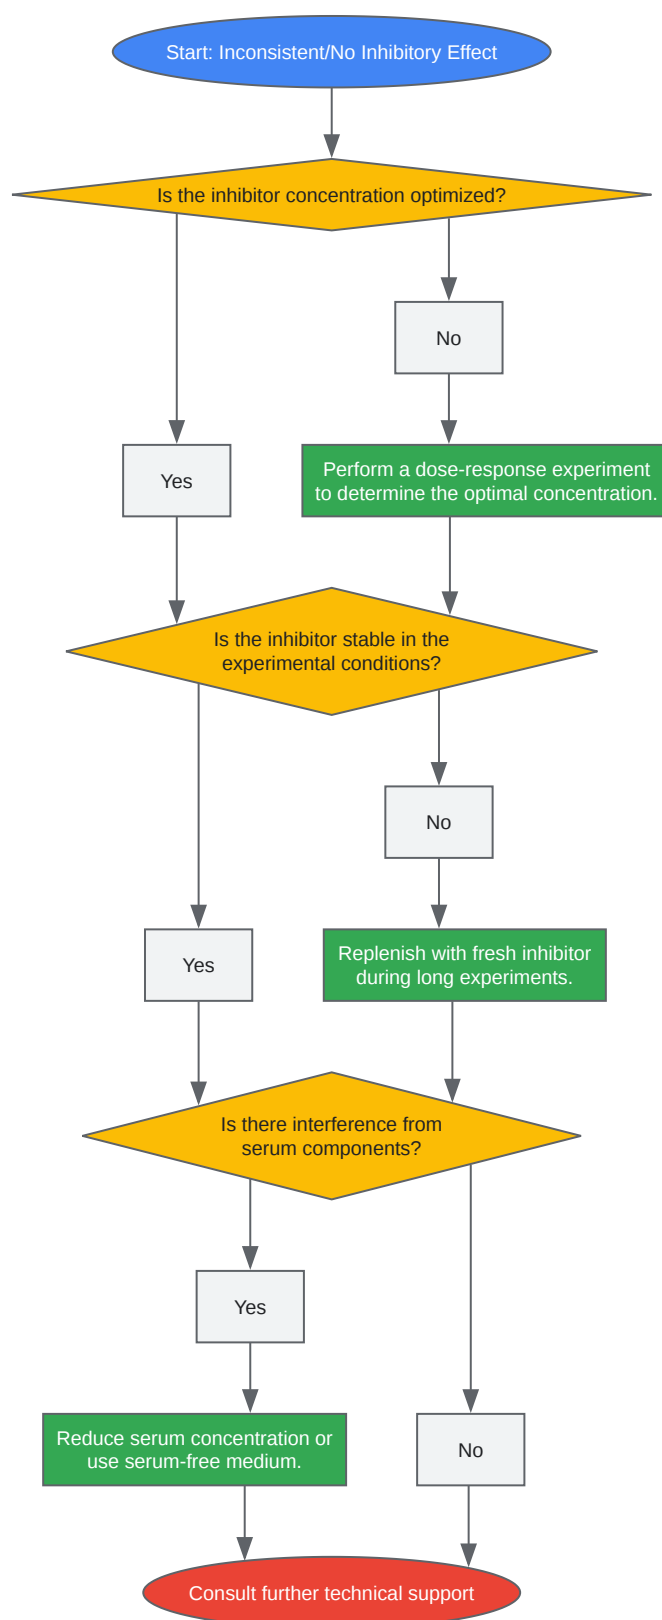 Start: Inconsistent/No Inhibitory Effect
Is the inhibitor concentration optimized?
No
Yes
Perform a dose-response experiment
to determine the optimal concentration.
Is the inhibitor stable in the
experimental conditions?
No
Yes
Replenish with fresh inhibitor
during long experiments.
Is there interference from
serum components?
Yes
Reduce serum concentration or
use serum-free medium.
No
Consult further technical support